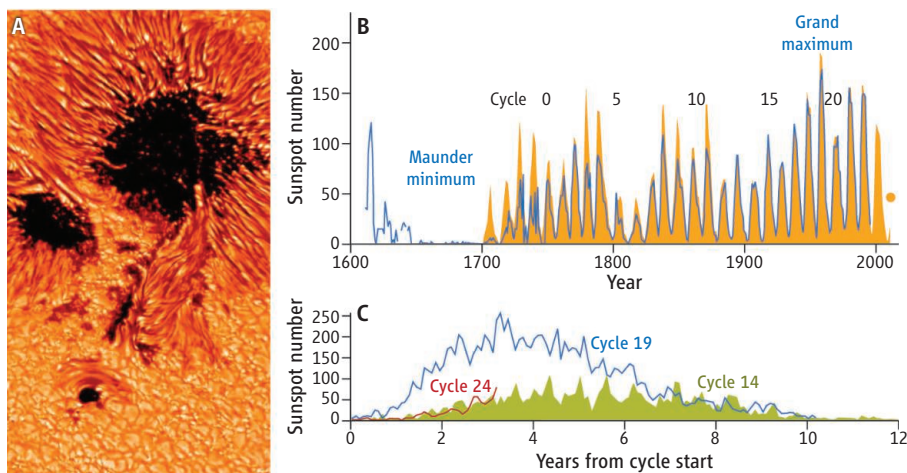 A
B
Sunspot number
200
150
100
50
0
Cycle 0 5 10 15 20
Maunder
minimum
Grand
maximum
1600 1700 1800 1900 2000
Year
C
Sunspot number
250
200
150
100
50
0
Cycle 19
Cycle 24
Cycle 14
0 2 4 6 8 10 12
Years from cycle start